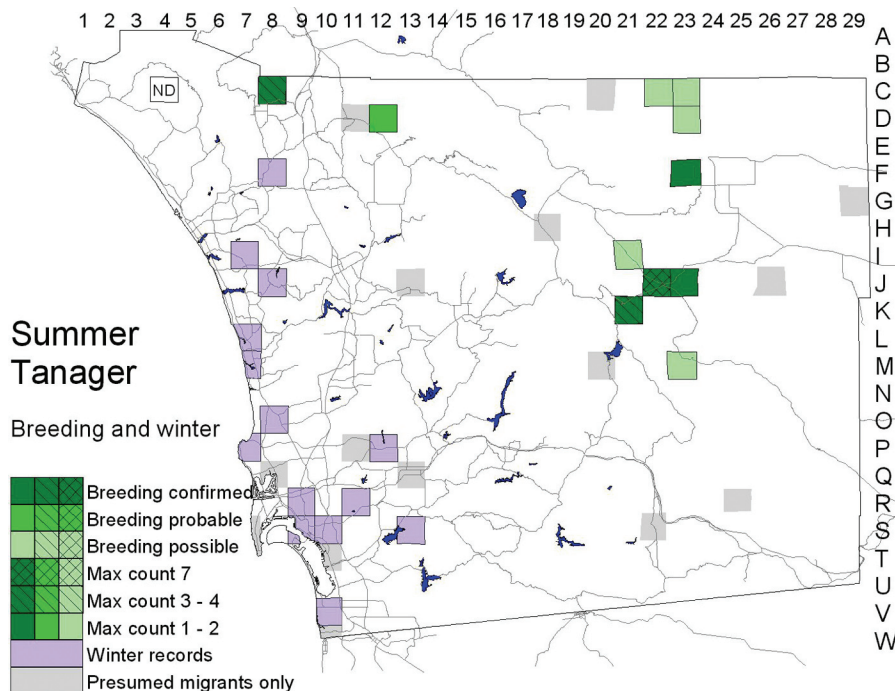 1 2 3 4 5 6 7 8 9 10 11 12 13 14 15 16 17 18 19 20 21 22 23 24 25 26 27 28 29
A
B
C
D
E
F
G
H
I
J
K
L
M
N
O
P
Q
R
S
T
U
V
W
ND
Summer
Tanager
Breeding and winter
Breeding confirmed
Breeding probable
Breeding possible
Max count 7
Max count 3 - 4
Max count 1 - 2
Winter records
Presumed migrants only